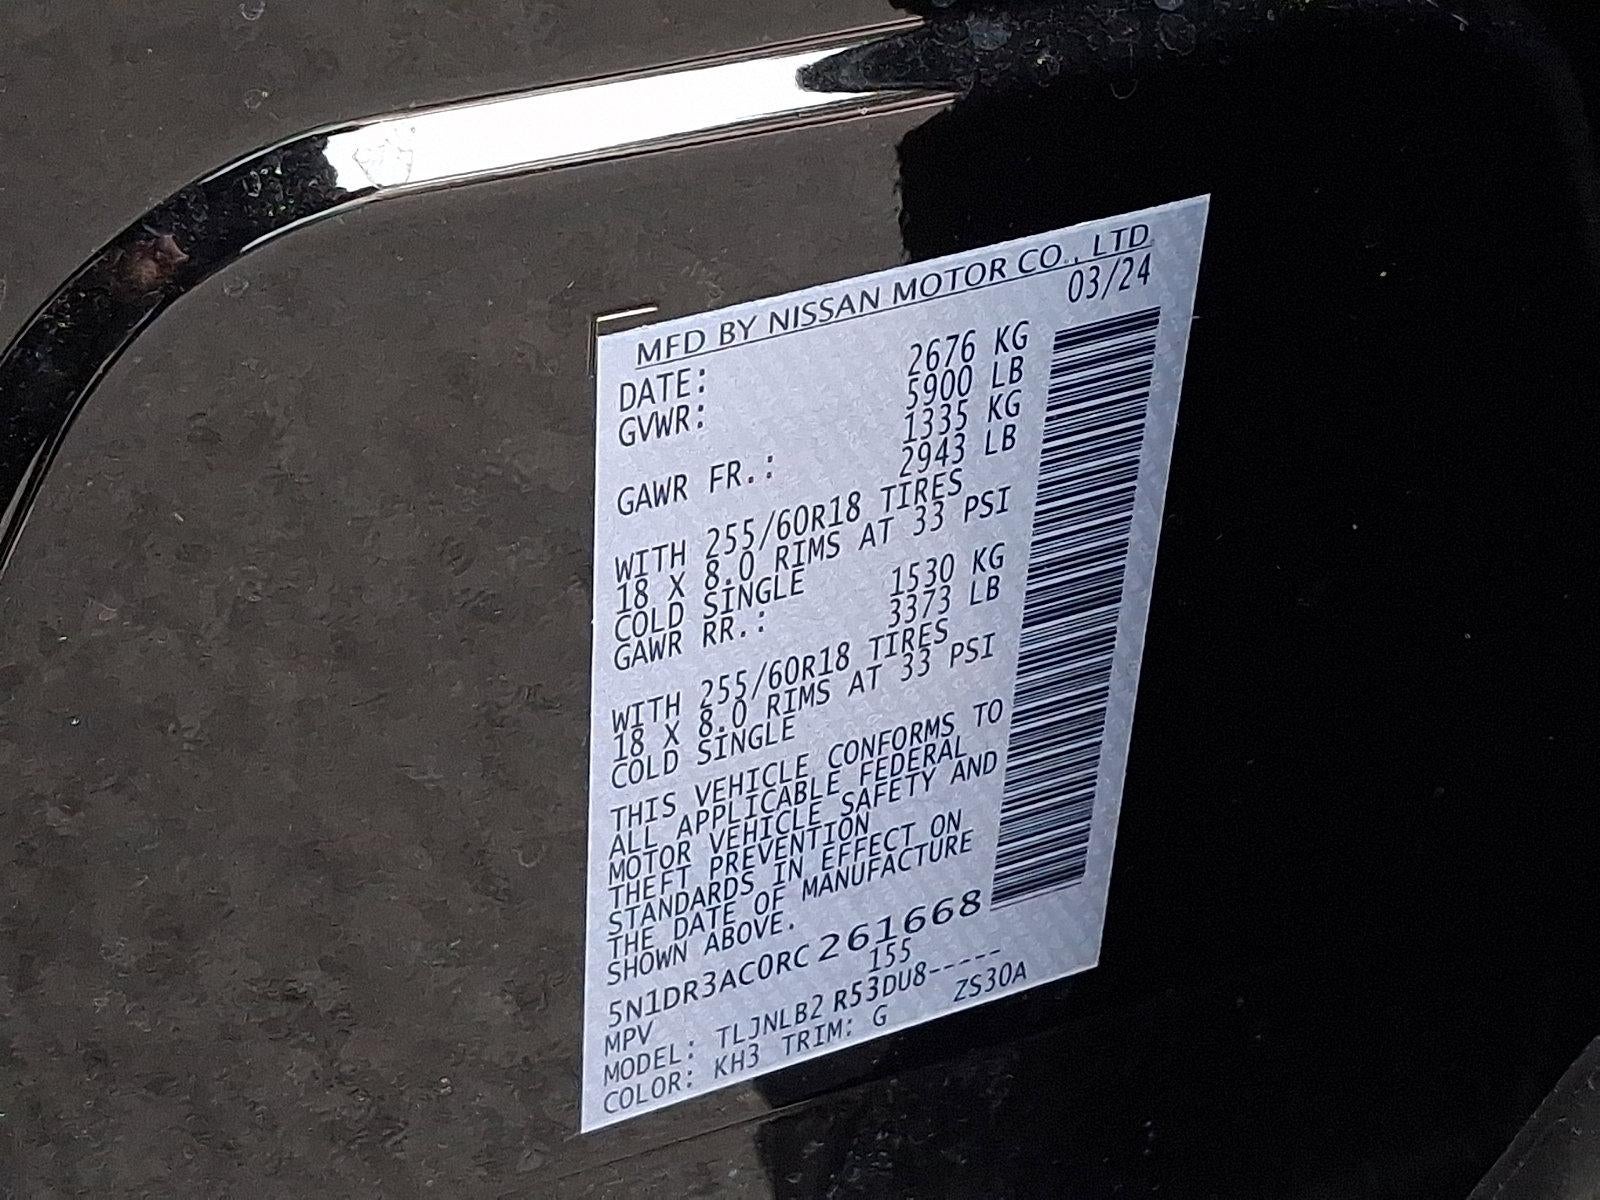 MFD BY NISSAN MOTOR CO., LTD
DATE: 03/24
GVWR: 2676 KG
5900 LB
GAWR FR.: 1335 KG
2943 LB
WITH 255/60R18 TIRES
18 X 8.0 RIMS AT 33 PSI
COLD SINGLE
GAWR RR.: 1530 KG
3373 LB
WITH 255/60R18 TIRES
18 X 8.0 RIMS AT 33 PSI
COLD SINGLE
THIS VEHICLE CONFORMS TO
ALL APPLICABLE FEDERAL
MOTOR VEHICLE SAFETY AND
THEFT PREVENTION
STANDARDS IN EFFECT ON
THE DATE OF MANUFACTURE
SHOWN ABOVE.
5N1DR3AC0RC261668
MPV 155
MODEL: TLJNLB2 R53DU8-----
COLOR: KH3 TRIM: G ZS30A